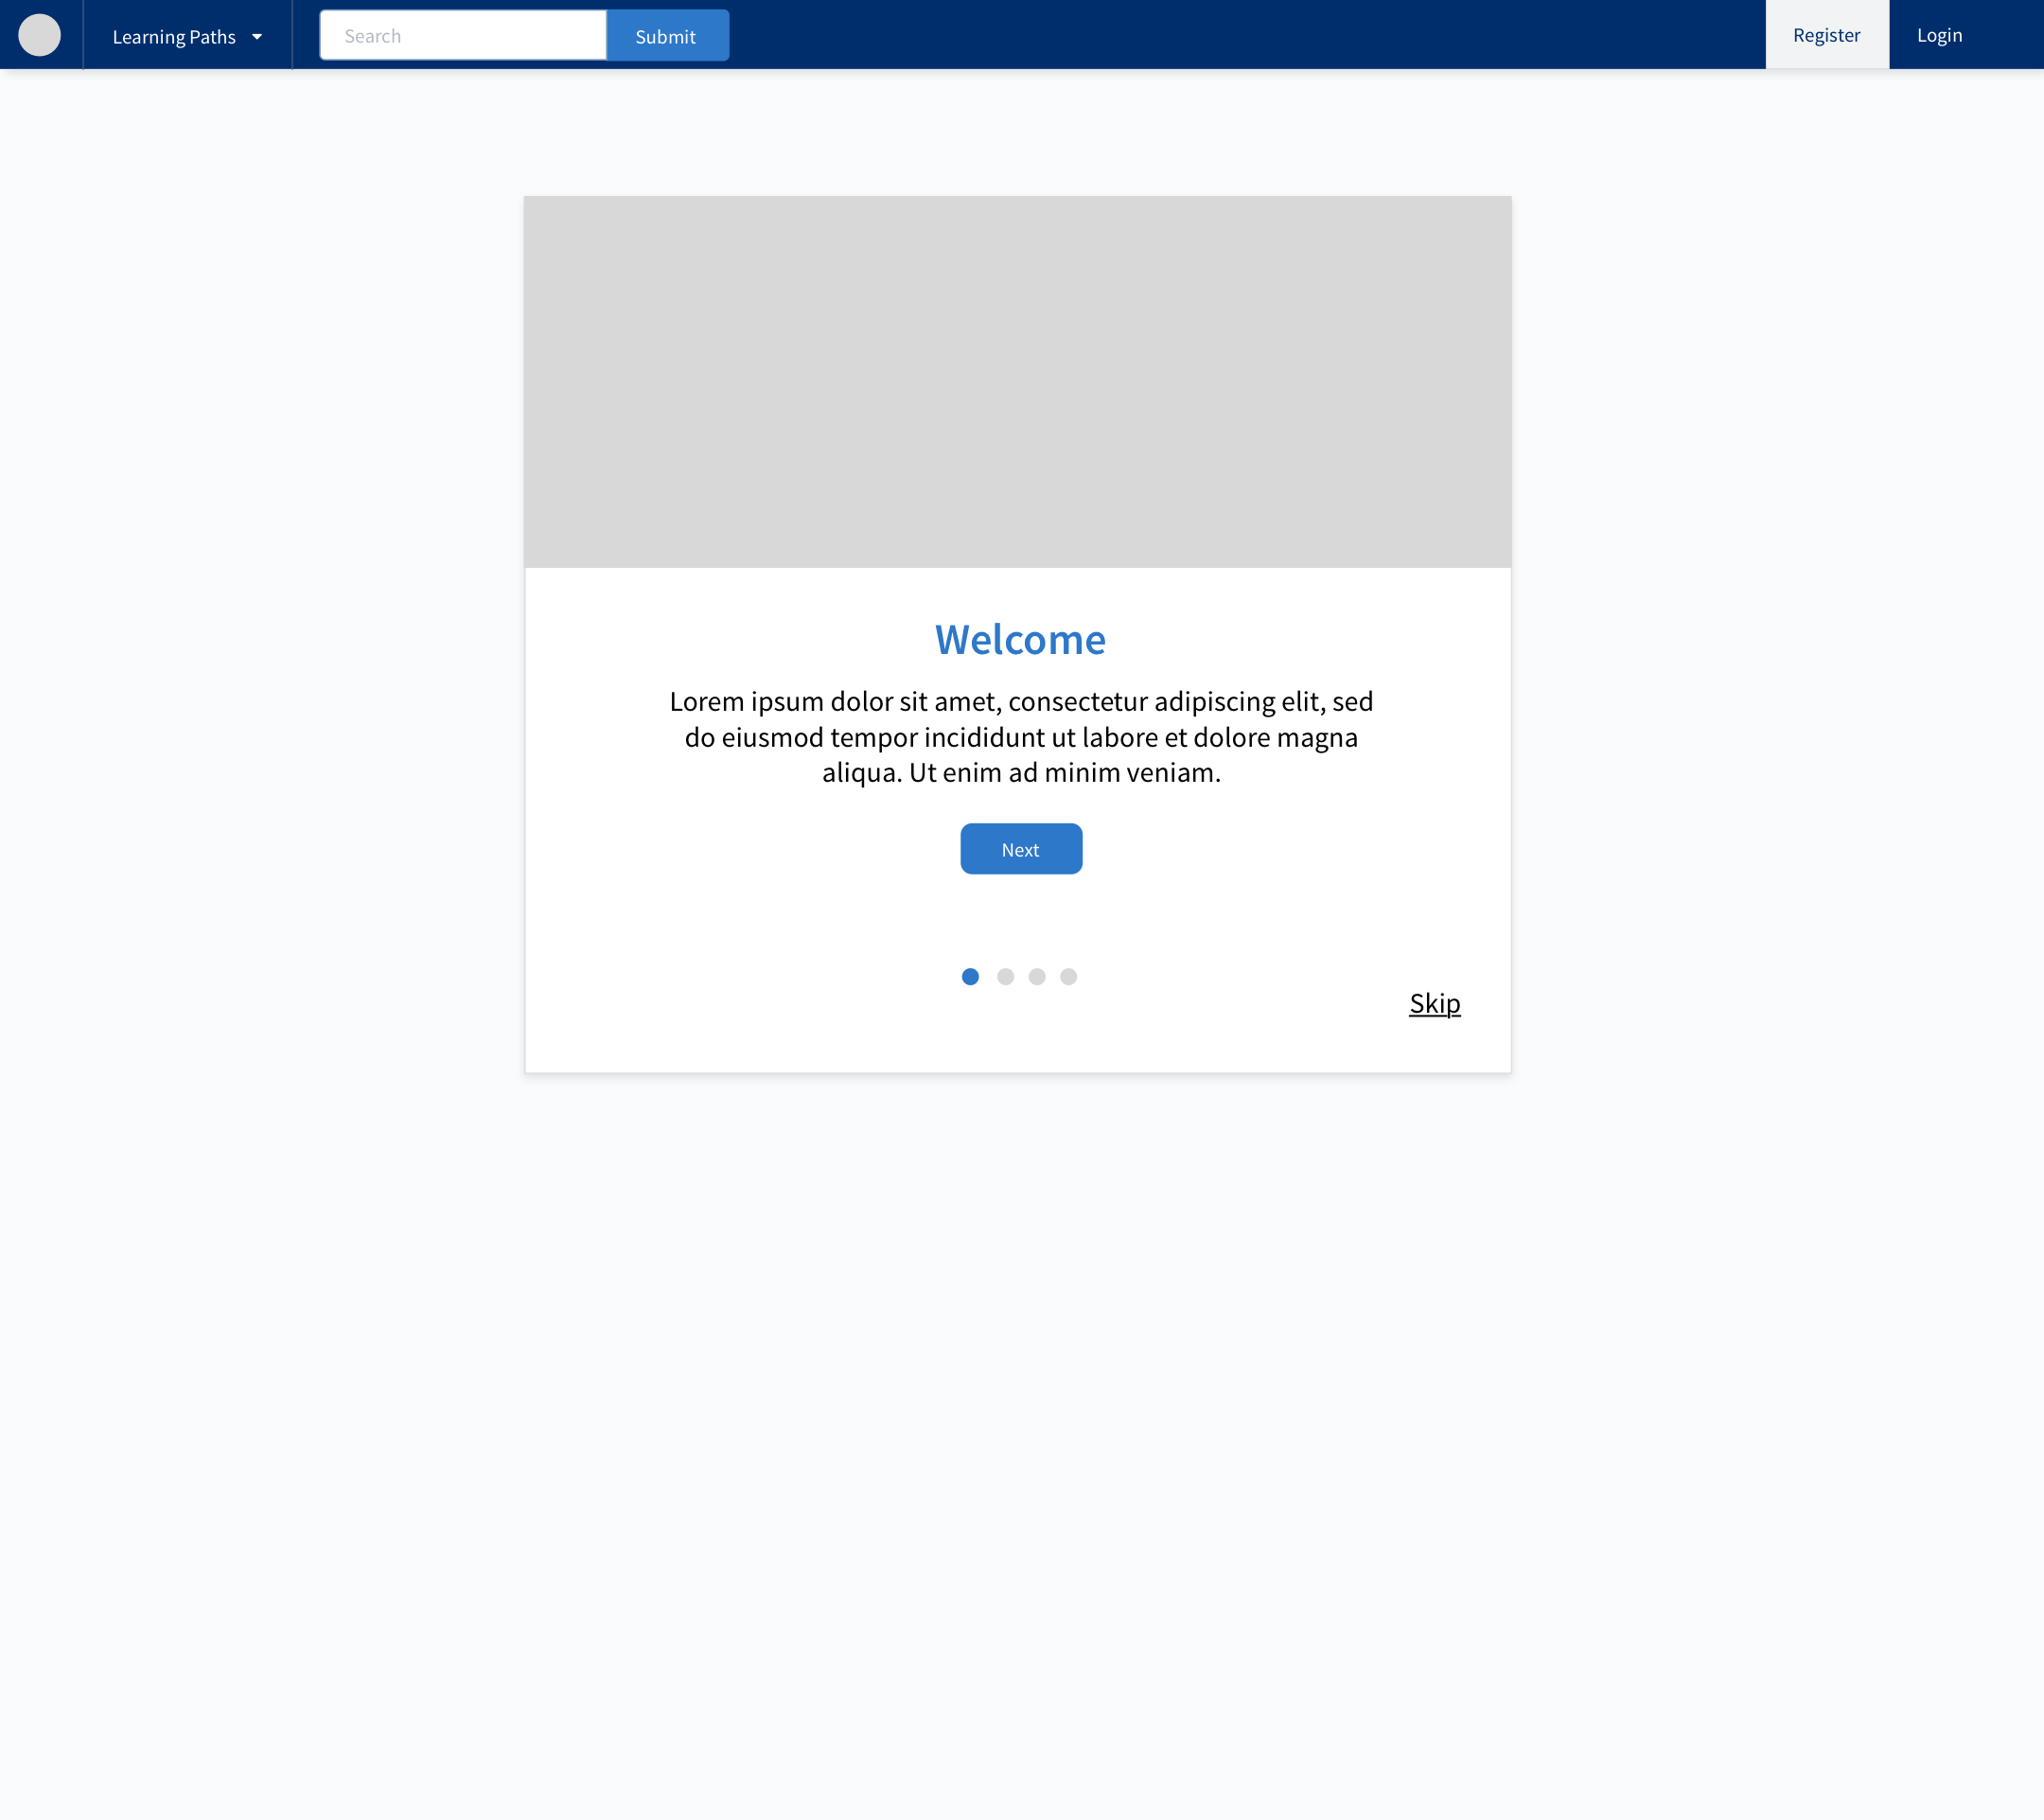 Learning Paths
Search
Submit
Register
Login
Welcome
Lorem ipsum dolor sit amet, consectetur adipiscing elit, sed
do eiusmod tempor incididunt ut labore et dolore magna
aliqua. Ut enim ad minim veniam.
Next
Skip